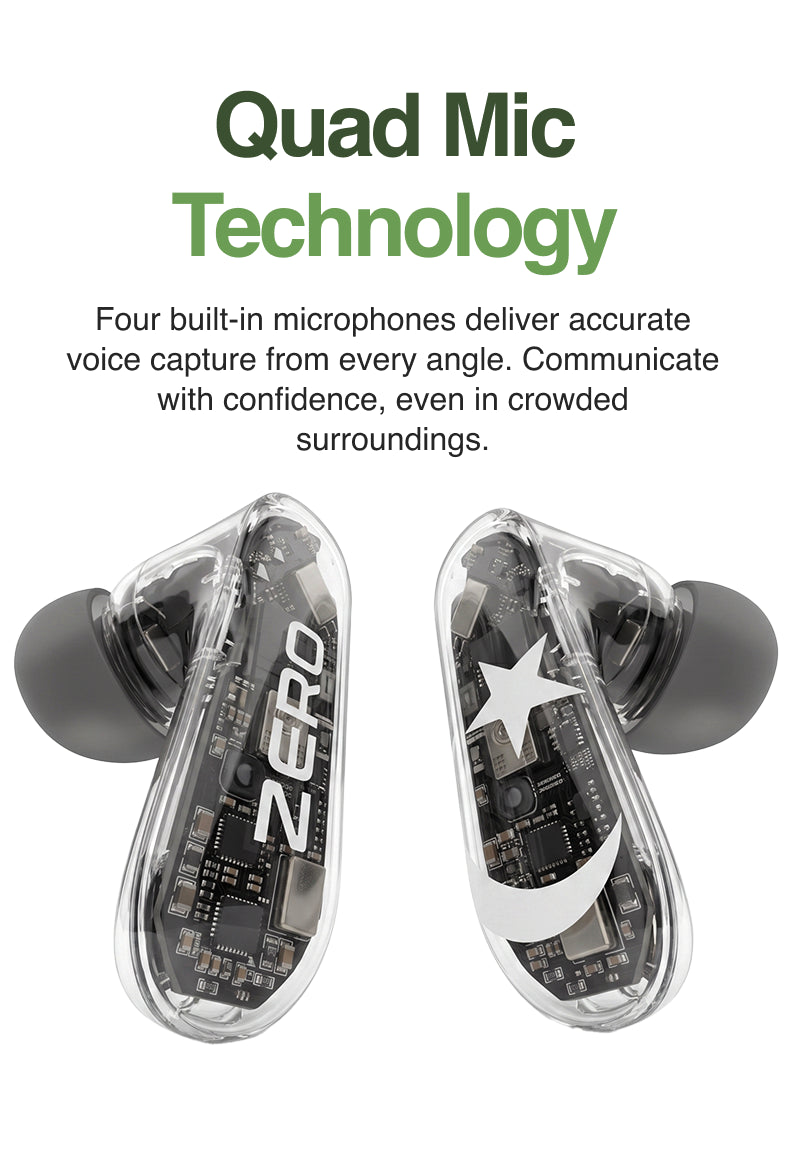 Quad Mic
Technology
Four built-in microphones deliver accurate
voice capture from every angle. Communicate
with confidence, even in crowded
surroundings.
ZERO